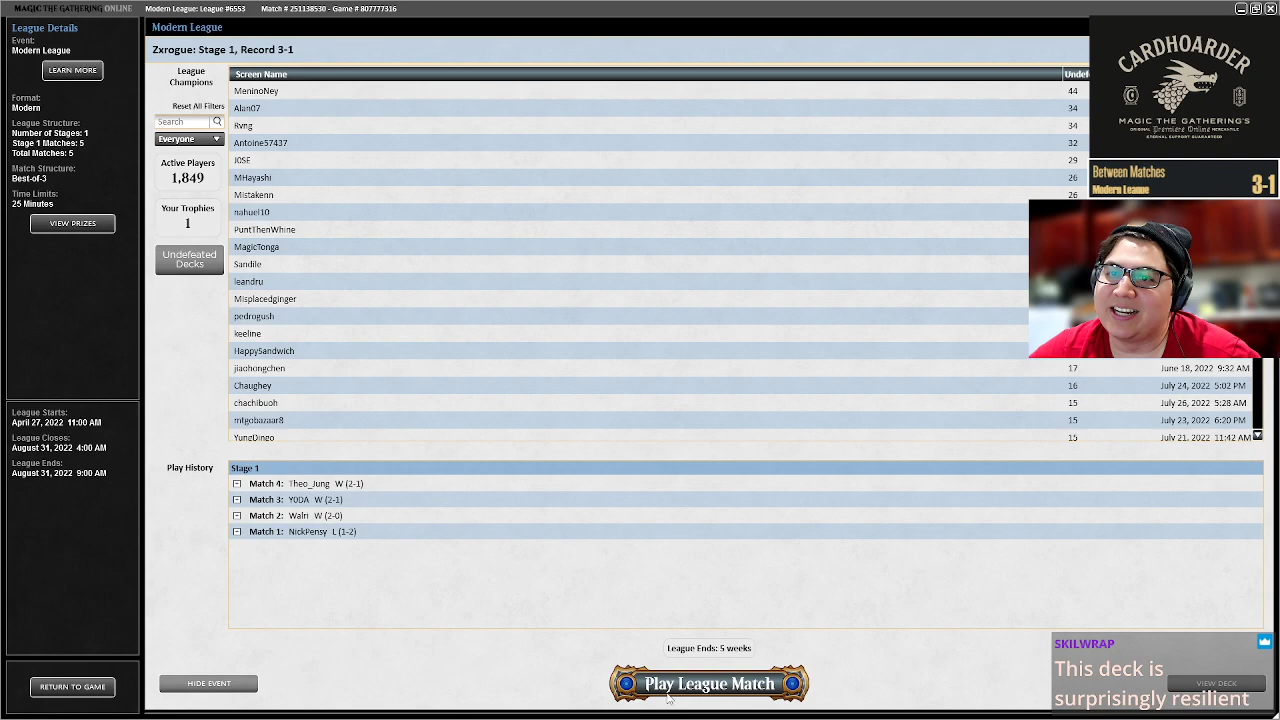 MAGIC THE GATHERING ONLINE
Modern League: League #6553
Match # 251138530 - Game # 807777316
League Details
Event:
Modern League
LEARN MORE
Format:
Modern
League Structure:
Number of Stages: 1
Stage 1 Matches: 5
Total Matches: 5
Match Structure:
Best-of-3
Time Limits:
25 Minutes
VIEW PRIZES
League Starts:
April 27, 2022 11:00 AM
League Closes:
August 31, 2022 4:00 AM
League Ends:
August 31, 2022 9:00 AM
RETURN TO GAME
Modern League
Zxrogue: Stage 1, Record 3-1
League
Champions
Reset All Filters
Search
Everyone
Active Players
1,849
Your Trophies
1
Undefeated
Decks
Screen Name
Undef
MeninoNey 44
Alan07 34
Rvng 34
Antoine57437 32
J0SE 29
MHayashi 26
Mistakenn 26
nahuel10
PuntThenWhine
MagicTonga
Sandile
leandru
Misplacedginger
pedrogush
keeline
HappySandwich
jiaohongchen 17 June 18, 2022 9:32 AM
Chaughey 16 July 24, 2022 5:02 PM
chachibuoh 15 July 26, 2022 5:28 AM
mtgobazaar8 15 July 23, 2022 6:20 PM
YungDingo 15 July 21, 2022 11:42 AM
Play History
Stage 1
Match 4: Theo_Jung W (2-1)
Match 3: Y0DA W (2-1)
Match 2: Walri W (2-0)
Match 1: NickPensy L (1-2)
League Ends: 5 weeks
HIDE EVENT
Play League Match
VIEW DECK
CARDHOARDER
MAGIC THE GATHERING'S
ORIGINAL Premiere Online MERCANTILE
ETERNAL SUPPORT GUARANTEED
Between Matches
Modern League
3-1
SKILWRAP
This deck is
surprisingly resilient